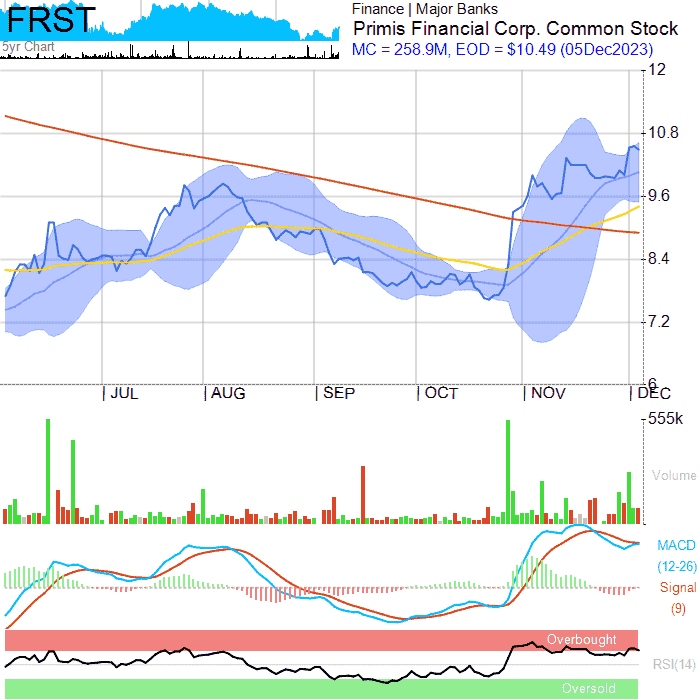 FRST
5yr Chart
Finance | Major Banks
Primis Financial Corp. Common Stock
MC = 258.9M, EOD = $10.49 (05Dec2023)
12
10.8
9.6
8.4
7.2
6
| JUL | AUG | SEP | OCT | NOV | DEC
555k
Volume
MACD
(12-26)
Signal
(9)
Overbought
RSI(14)
Oversold